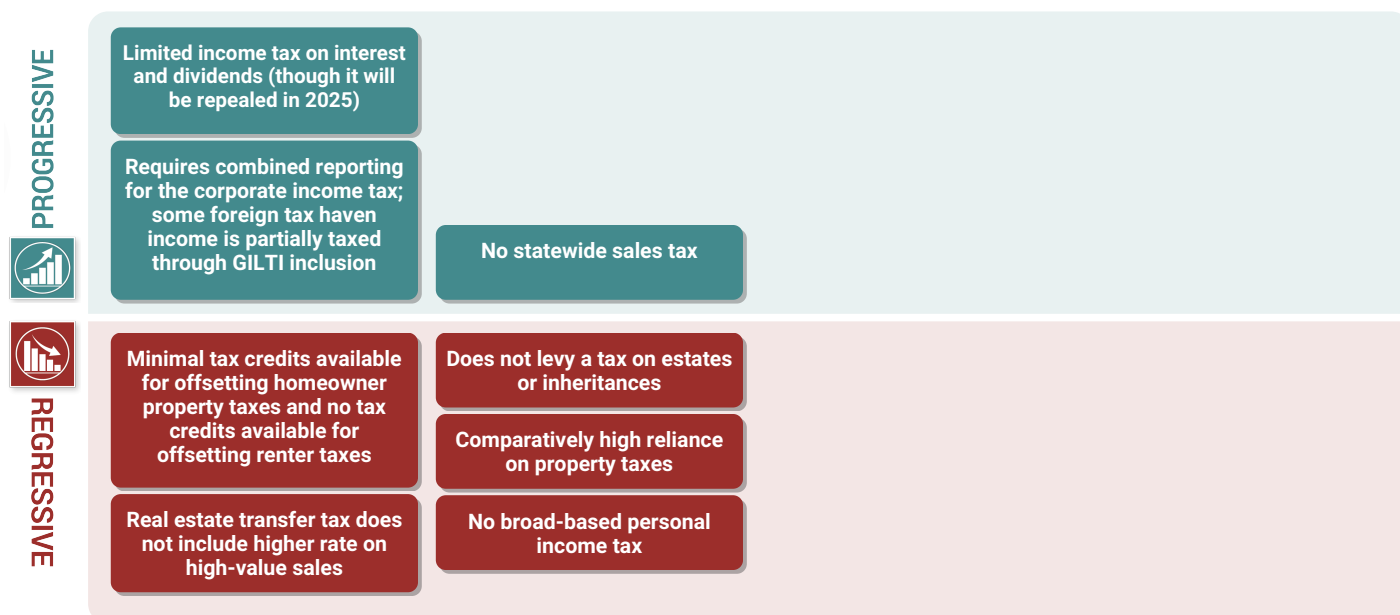 PROGRESSIVE
Limited income tax on interest
and dividends (though it will
be repealed in 2025)
Requires combined reporting
for the corporate income tax;
some foreign tax haven
income is partially taxed
through GILTI inclusion
No statewide sales tax
REGRESSIVE
Minimal tax credits available
for offsetting homeowner
property taxes and no tax
credits available for
offsetting renter taxes
Real estate transfer tax does
not include higher rate on
high-value sales
Does not levy a tax on estates
or inheritances
Comparatively high reliance
on property taxes
No broad-based personal
income tax